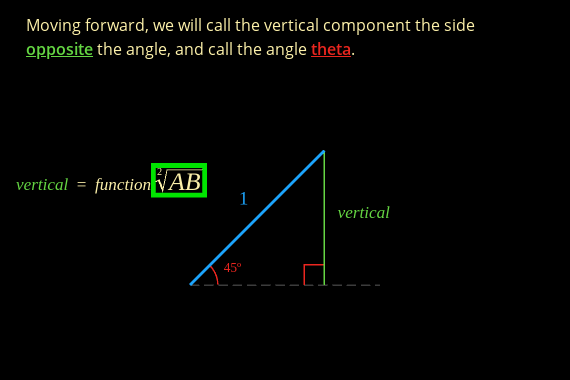 Moving forward, we will call the vertical component the side
opposite the angle, and call the angle theta.
vertical = function ²√AB
1
vertical
45°